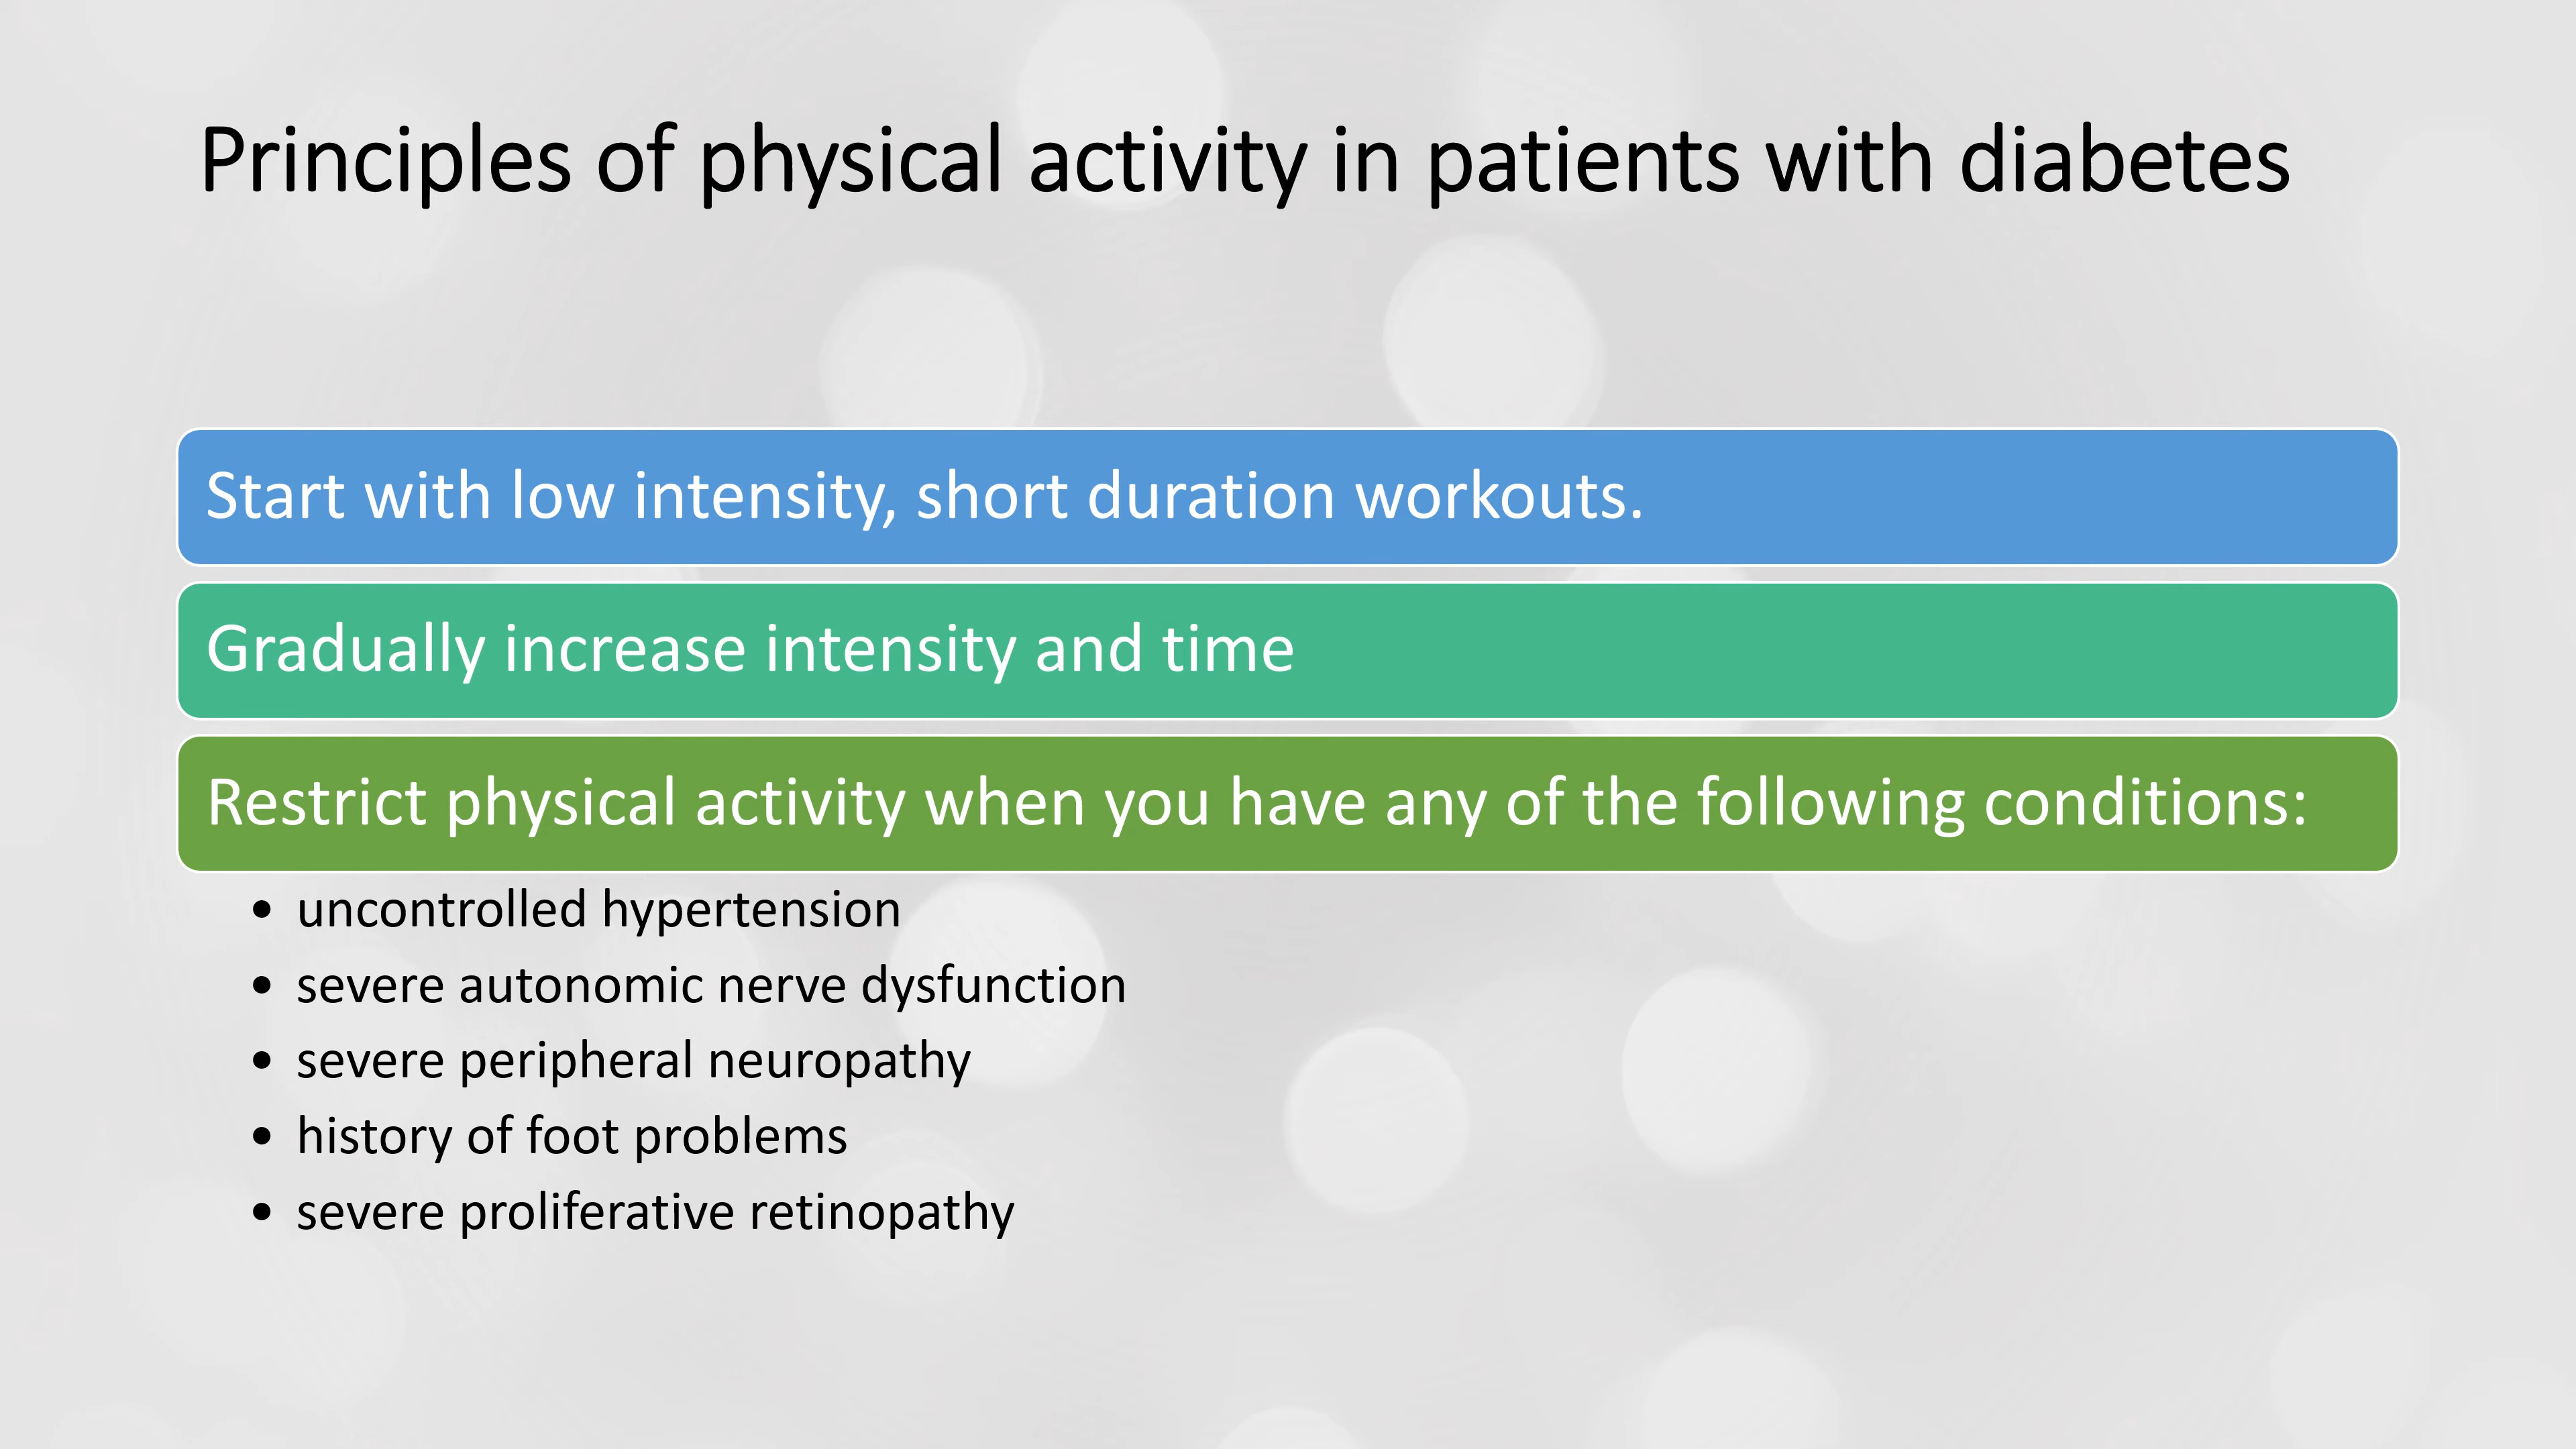 Principles of physical activity in patients with diabetes
Start with low intensity, short duration workouts.
Gradually increase intensity and time
Restrict physical activity when you have any of the following conditions:
• uncontrolled hypertension
• severe autonomic nerve dysfunction
• severe peripheral neuropathy
• history of foot problems
• severe proliferative retinopathy